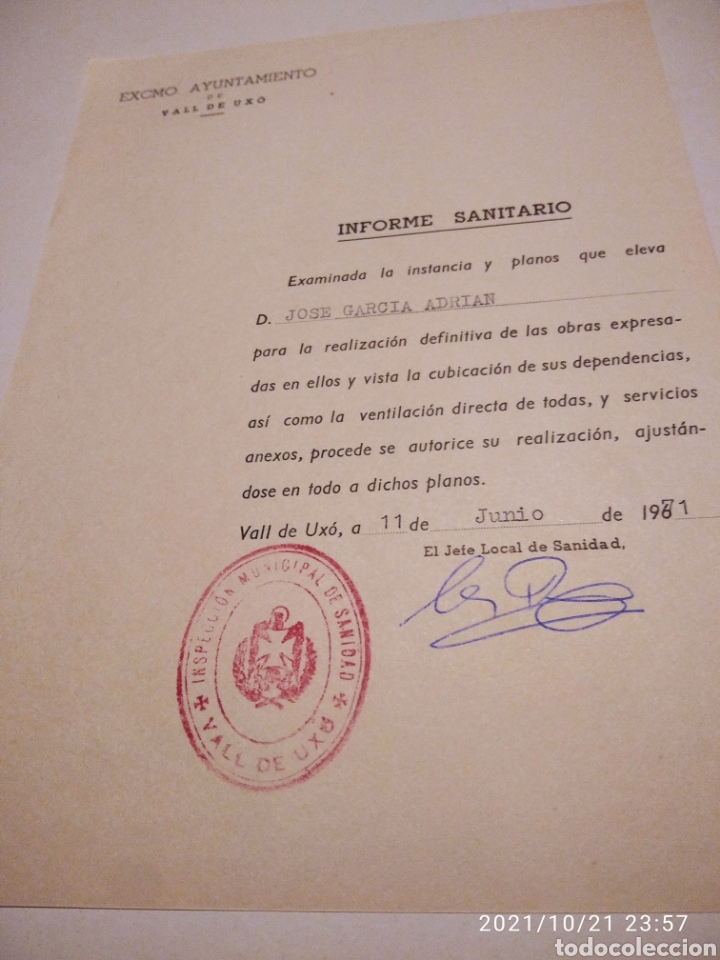 EXCMO. AYUNTAMIENTO
DE
VALL DE UXÓ
INFORME SANITARIO
Examinada la instancia y planos que eleva
D. JOSE GARCIA ADRIAN
para la realización definitiva de las obras expresa-
das en ellos y vista la cubicación de sus dependencias,
así como la ventilación directa de todas, y servicios
anexos, procede se autorice su realización, ajustán-
dose en todo a dichos planos.
Vall de Uxó, a 11 de Junio de 1971
El Jefe Local de Sanidad,
INSPECCIÓN MUNICIPAL DE SANIDAD
VALL DE UXÓ
2021/10/21 23:57
todocoleccion